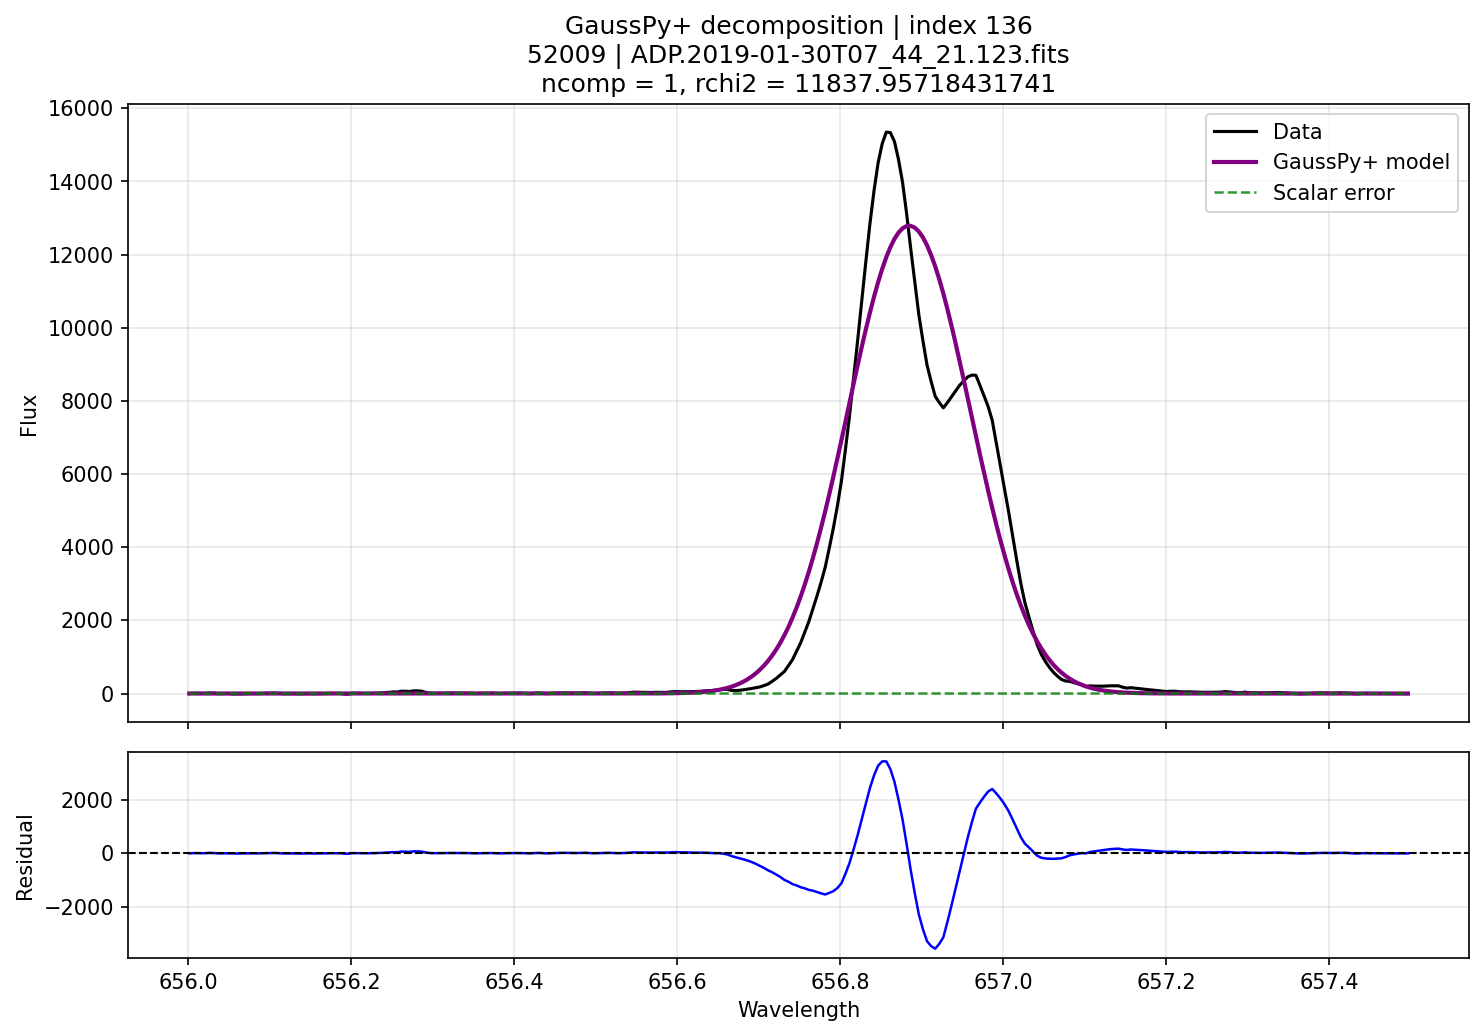 GaussPy+ decomposition | index 136
52009 | ADP.2019-01-30T07_44_21.123.fits
ncomp = 1, rchi2 = 11837.95718431741
16000
14000
12000
10000
8000
6000
4000
2000
0
Flux
Data
GaussPy+ model
Scalar error
2000
0
−2000
Residual
656.0
656.2
656.4
656.6
656.8
657.0
657.2
657.4
Wavelength